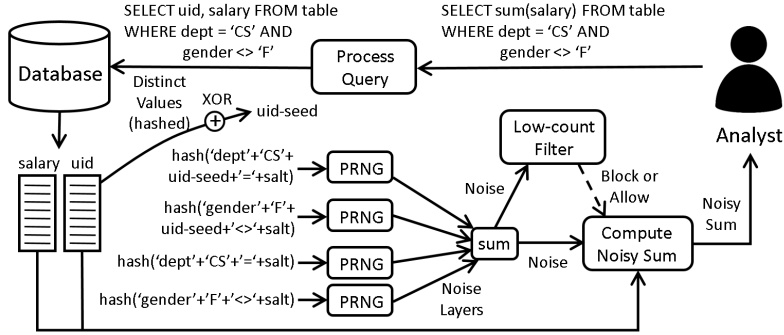 SELECT uid, salary FROM table
WHERE dept = ‘CS’ AND
gender <> ‘F’
SELECT sum(salary) FROM table
WHERE dept = ‘CS’ AND
gender <> ‘F’
Database
Process
Query
Analyst
Distinct
Values
(hashed)
XOR
+
uid-seed
salary uid
hash(‘dept’+‘CS’+
uid-seed+’=‘+salt)
PRNG
hash(‘gender’+‘F’+
uid-seed+’<>‘+salt)
PRNG
hash(‘dept’+‘CS’+’=‘+salt)
PRNG
hash(‘gender’+’F’+’<>‘+salt)
PRNG
Noise
Layers
sum
Noise
Low-count
Filter
Block or
Allow
Noise
Compute
Noisy Sum
Noisy
Sum